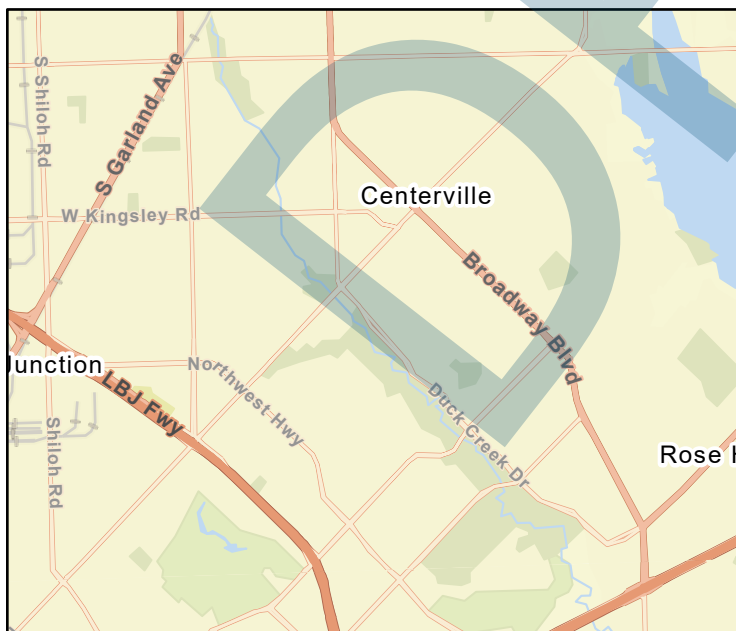 S Shiloh Rd
S Garland Ave
W Kingsley Rd
Centerville
Broadway Blvd
Junction
LBJ Fwy
Northwest Hwy
Duck Creek Dr
Shiloh Rd
Rose
D